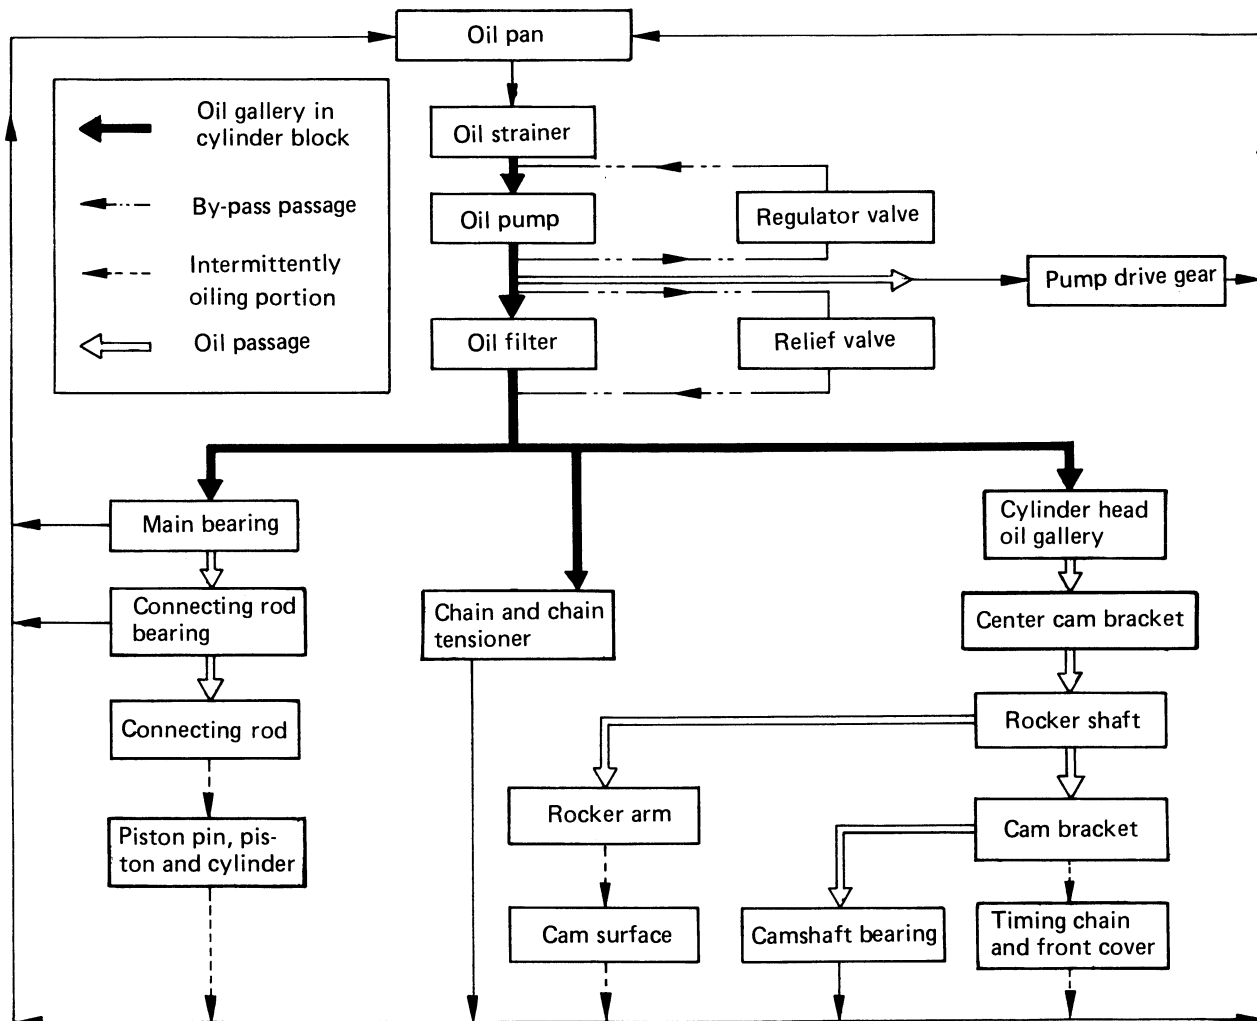 Oil pan
Oil gallery in
cylinder block
By-pass passage
Intermittently
oiling portion
Oil passage
Oil strainer
Oil pump
Regulator valve
Pump drive gear
Oil filter
Relief valve
Main bearing
Cylinder head
oil gallery
Connecting rod
bearing
Chain and chain
tensioner
Center cam bracket
Connecting rod
Rocker shaft
Rocker arm
Cam bracket
Piston pin, pis-
ton and cylinder
Cam surface
Camshaft bearing
Timing chain
and front cover